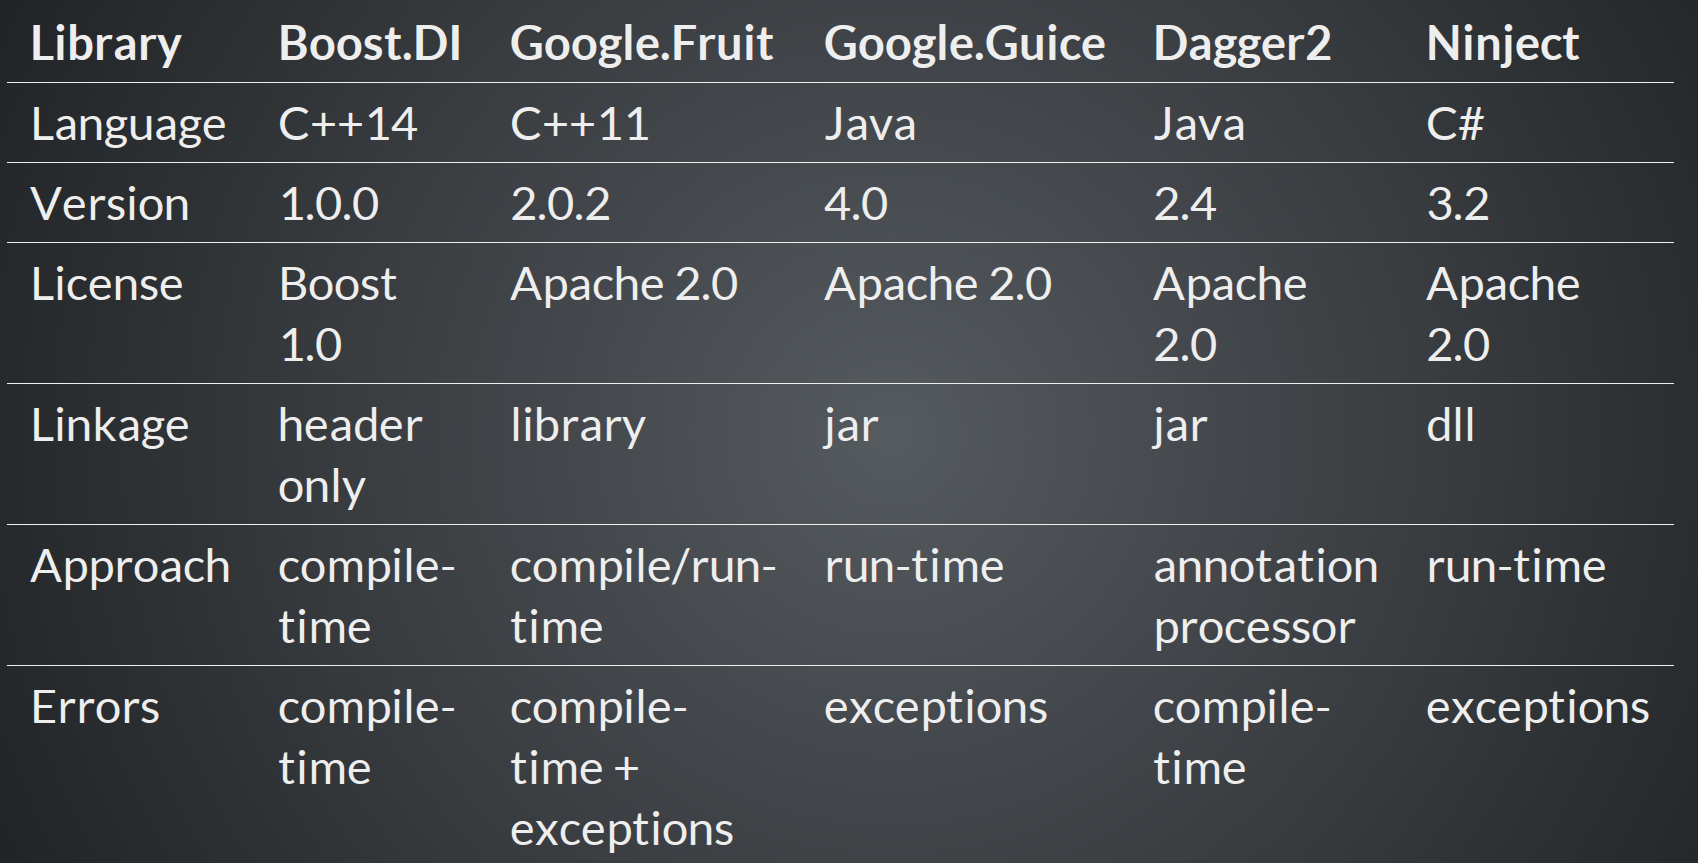 Library Boost.DI Google.Fruit Google.Guice Dagger2 Ninject
Language C++14 C++11 Java Java C#
Version 1.0.0 2.0.2 4.0 2.4 3.2
License Boost Apache 2.0 Apache 2.0 Apache Apache
1.0 2.0 2.0
Linkage header library jar jar dll
only
Approach compile- compile/run- run-time annotation run-time
time time processor
Errors compile- compile- exceptions compile- exceptions
time time + time
exceptions